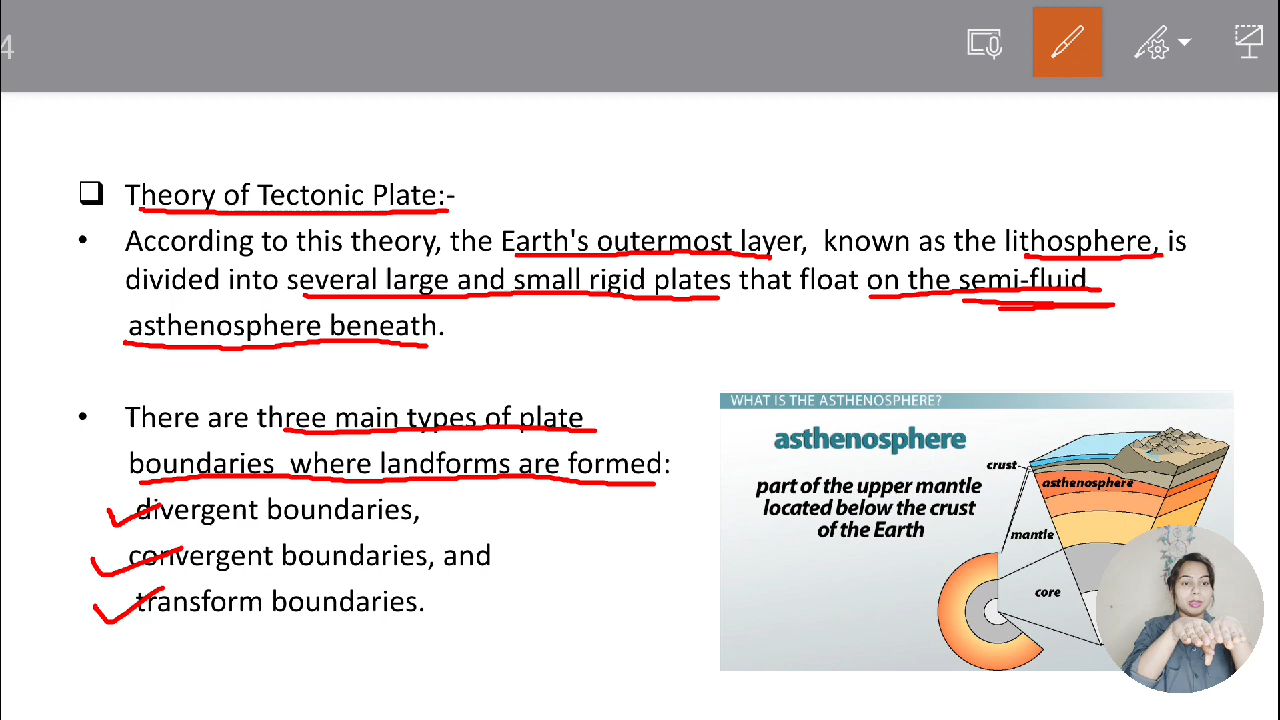 4
Theory of Tectonic Plate:-
According to this theory, the Earth's outermost layer, known as the lithosphere, is
divided into several large and small rigid plates that float on the semi-fluid
asthenosphere beneath.
There are three main types of plate
boundaries where landforms are formed:
divergent boundaries,
convergent boundaries, and
transform boundaries.
WHAT IS THE ASTHENOSPHERE?
asthenosphere
part of the upper mantle
located below the crust
of the Earth
crust
asthenosphere
mantle
core